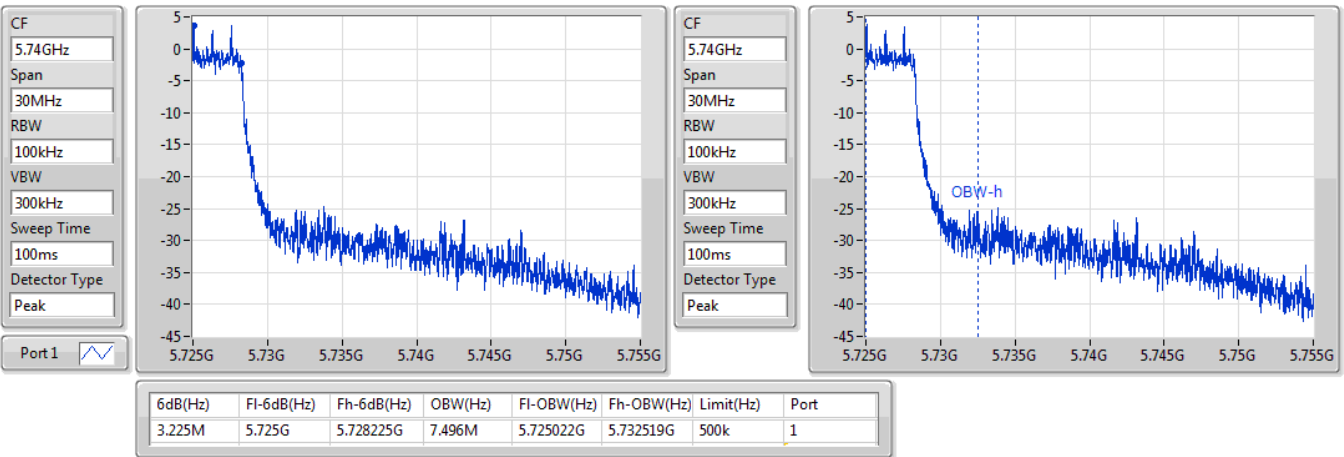 CF
5.74GHz
Span
30MHz
RBW
100kHz
VBW
300kHz
Sweep Time
100ms
Detector Type
Peak
Port 1
5
0
-5
-10
-15
-20
-25
-30
-35
-40
-45
5.725G 5.73G 5.735G 5.74G 5.745G 5.75G 5.755G
CF
5.74GHz
Span
30MHz
RBW
100kHz
VBW
300kHz
Sweep Time
100ms
Detector Type
Peak
5
0
-5
-10
-15
-20
-25
-30
-35
-40
-45
OBW-h
5.725G 5.73G 5.735G 5.74G 5.745G 5.75G 5.755G
6dB(Hz) Fl-6dB(Hz) Fh-6dB(Hz) OBW(Hz) Fl-OBW(Hz) Fh-OBW(Hz) Limit(Hz) Port
3.225M 5.725G 5.728225G 7.496M 5.725022G 5.732519G 500k 1